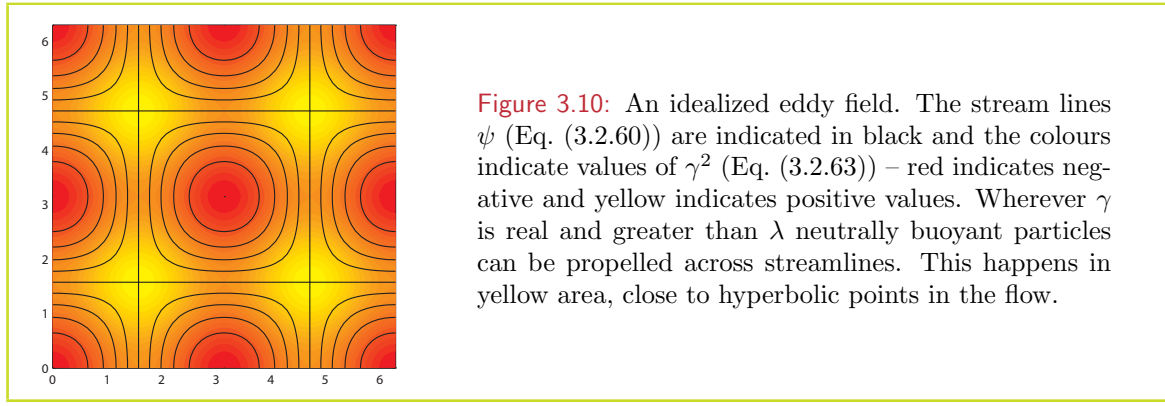 6
5
4
3
2
1
0
0 1 2 3 4 5 6
Figure 3.10: An idealized eddy field. The stream lines
ψ (Eq. (3.2.60)) are indicated in black and the colours
indicate values of γ² (Eq. (3.2.63)) – red indicates neg-
ative and yellow indicates positive values. Wherever γ
is real and greater than λ neutrally buoyant particles
can be propelled across streamlines. This happens in
yellow area, close to hyperbolic points in the flow.